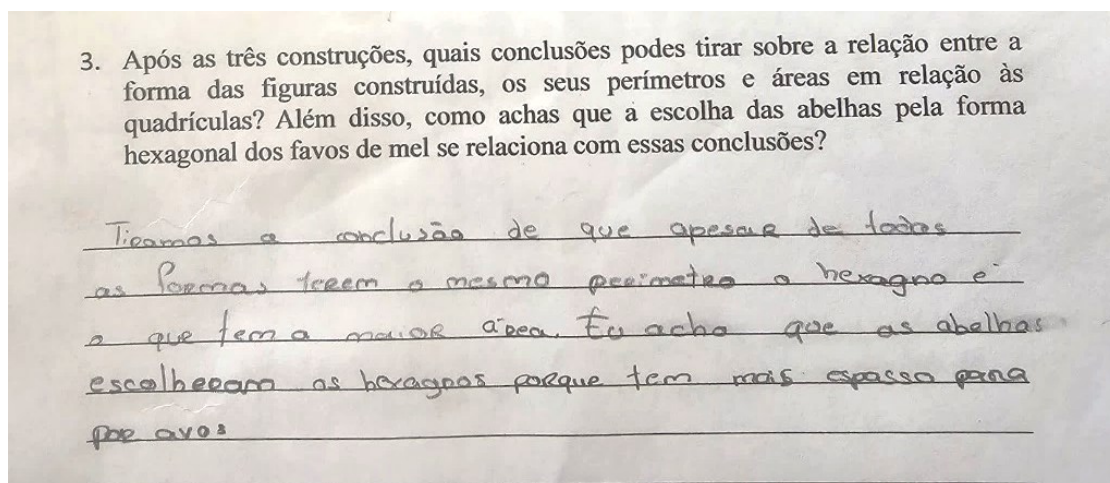 3. Após as três construções, quais conclusões podes tirar sobre a relação entre a
forma das figuras construídas, os seus perímetros e áreas em relação às
quadrículas? Além disso, como achas que a escolha das abelhas pela forma
hexagonal dos favos de mel se relaciona com essas conclusões?
Tiramos a conclusão de que apesar de todos
as formas terem o mesmo perimetro o hexagno é
o que tem a maior área. Eu acho que as abelhas
escolheram os hexagnos porque tem mais espasso para
por avos